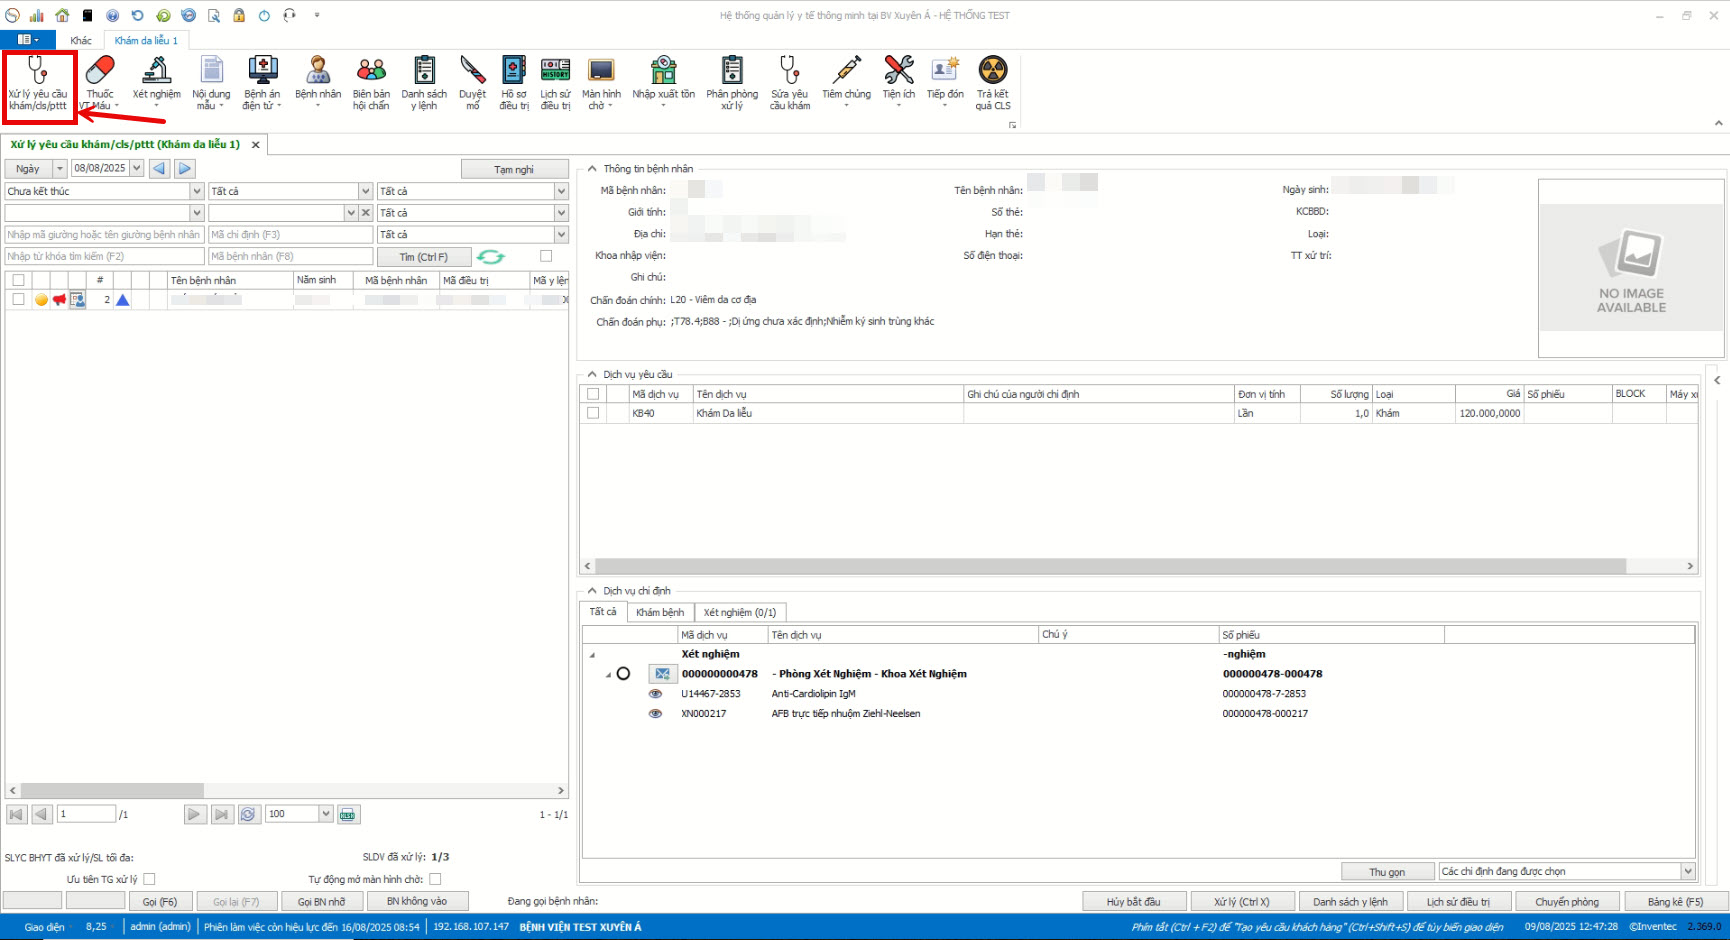 Hệ thống quản lý y tế thông minh tại BV Xuyên Á - HỆ THỐNG TEST
Khác
Khám da liễu 1
Xử lý yêu cầu khám/cls/pttt
Thuốc VT Máu
Xét nghiệm
Nội dung mẫu
Bệnh án điện tử
Bệnh nhân
Biên bản hội chẩn
Danh sách y lệnh
Duyệt mổ
Hồ sơ điều trị
HISTORY
Lịch sử điều trị
Màn hình chờ
Nhập xuất tồn
Phân phòng xử lý
Sửa yêu cầu khám
Tiêm chủng
Tiện ích
Tiếp đón
Trả kết quả CLS
Xử lý yêu cầu khám/cls/pttt (Khám da liễu 1)
Ngày 08/08/2025 Tạm nghỉ
Chưa kết thúc Tất cả Tất cả
Tất cả
Nhập mã giường hoặc tên giường bệnh nhân Mã chỉ định (F3) Tất cả
Nhập từ khóa tìm kiếm (F2) Mã bệnh nhân (F8) Tìm (Ctrl F)
# Tên bệnh nhân Năm sinh Mã bệnh nhân Mã điều trị Mã y lện
2
1 /1 100 1 - 1/1
SLYC BHYT đã xử lý/SL tối đa: SLDV đã xử lý: 1/3
Ưu tiên TG xử lý Tự động mở màn hình chờ:
Gọi (F6) Gọi lại (F7) Gọi BN nhỡ BN không vào Đang gọi bệnh nhân:
Thông tin bệnh nhân
Mã bệnh nhân: Tên bệnh nhân: Ngày sinh:
Giới tính: Số thẻ: KCBBD:
Địa chỉ: Hạn thẻ: Loại:
Khoa nhập viện: Số điện thoại: TT xử trí:
Ghi chú:
Chẩn đoán chính: L20 - Viêm da cơ địa
Chẩn đoán phụ: ;T78.4;B88 - ;Dị ứng chưa xác định;Nhiễm ký sinh trùng khác
NO IMAGE
AVAILABLE
Dịch vụ yêu cầu
Mã dịch vụ Tên dịch vụ Ghi chú của người chỉ định Đơn vị tính Số lượng Loại Giá Số phiếu BLOCK Máy x
KB40 Khám Da liễu Lần 1,0 Khám 120.000,0000
Dịch vụ chỉ định
Tất cả Khám bệnh Xét nghiệm (0/1)
Mã dịch vụ Tên dịch vụ Chú ý Số phiếu
Xét nghiệm -nghiệm
000000000478 - Phòng Xét Nghiệm - Khoa Xét Nghiệm 000000478-000478
U14467-2853 Anti-Cardiolipin IgM 000000478-7-2853
XN000217 AFB trực tiếp nhuộm Ziehl-Neelsen 000000478-000217
Thu gọn Các chỉ định đang được chọn
Hủy bắt đầu Xử lý (Ctrl X) Danh sách y lệnh Lịch sử điều trị Chuyển phòng Bảng kê (F5)
Giao diện 8,25 admin (admin) Phiên làm việc còn hiệu lực đến 16/08/2025 08:54 192.168.107.147 BỆNH VIỆN TEST XUYÊN Á Phím tắt (Ctrl + F2) để "Tạo yêu cầu khách hàng" (Ctrl+Shift+S) để tùy biến giao diện 09/08/2025 12:47:28 ©Inventec 2.369.0